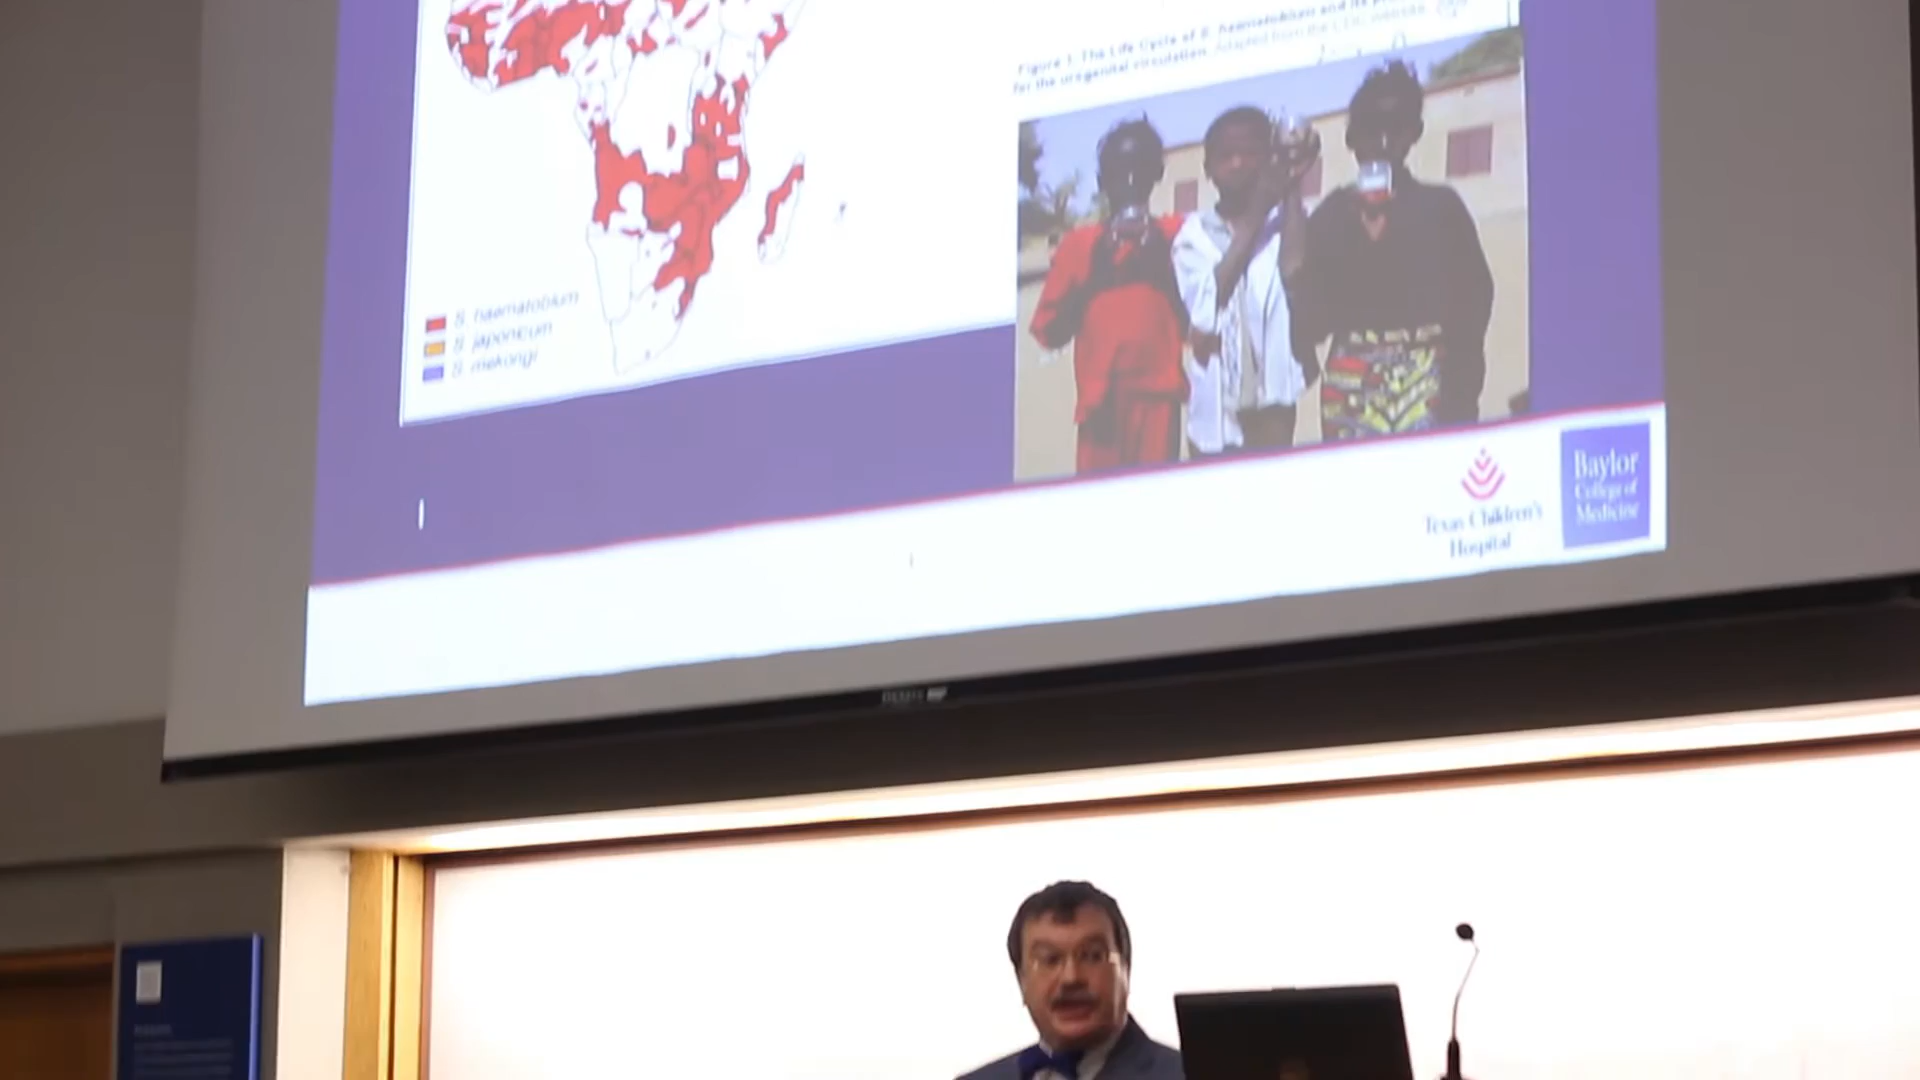 Figure 1. The Life Cycle of S. haematobium and its
for the urogenital circulation. Adapted from the CDC website.
S. haematobium
S. japonicum
S. mekongi
Texas Children's
Hospital
Baylor
College of
Medicine